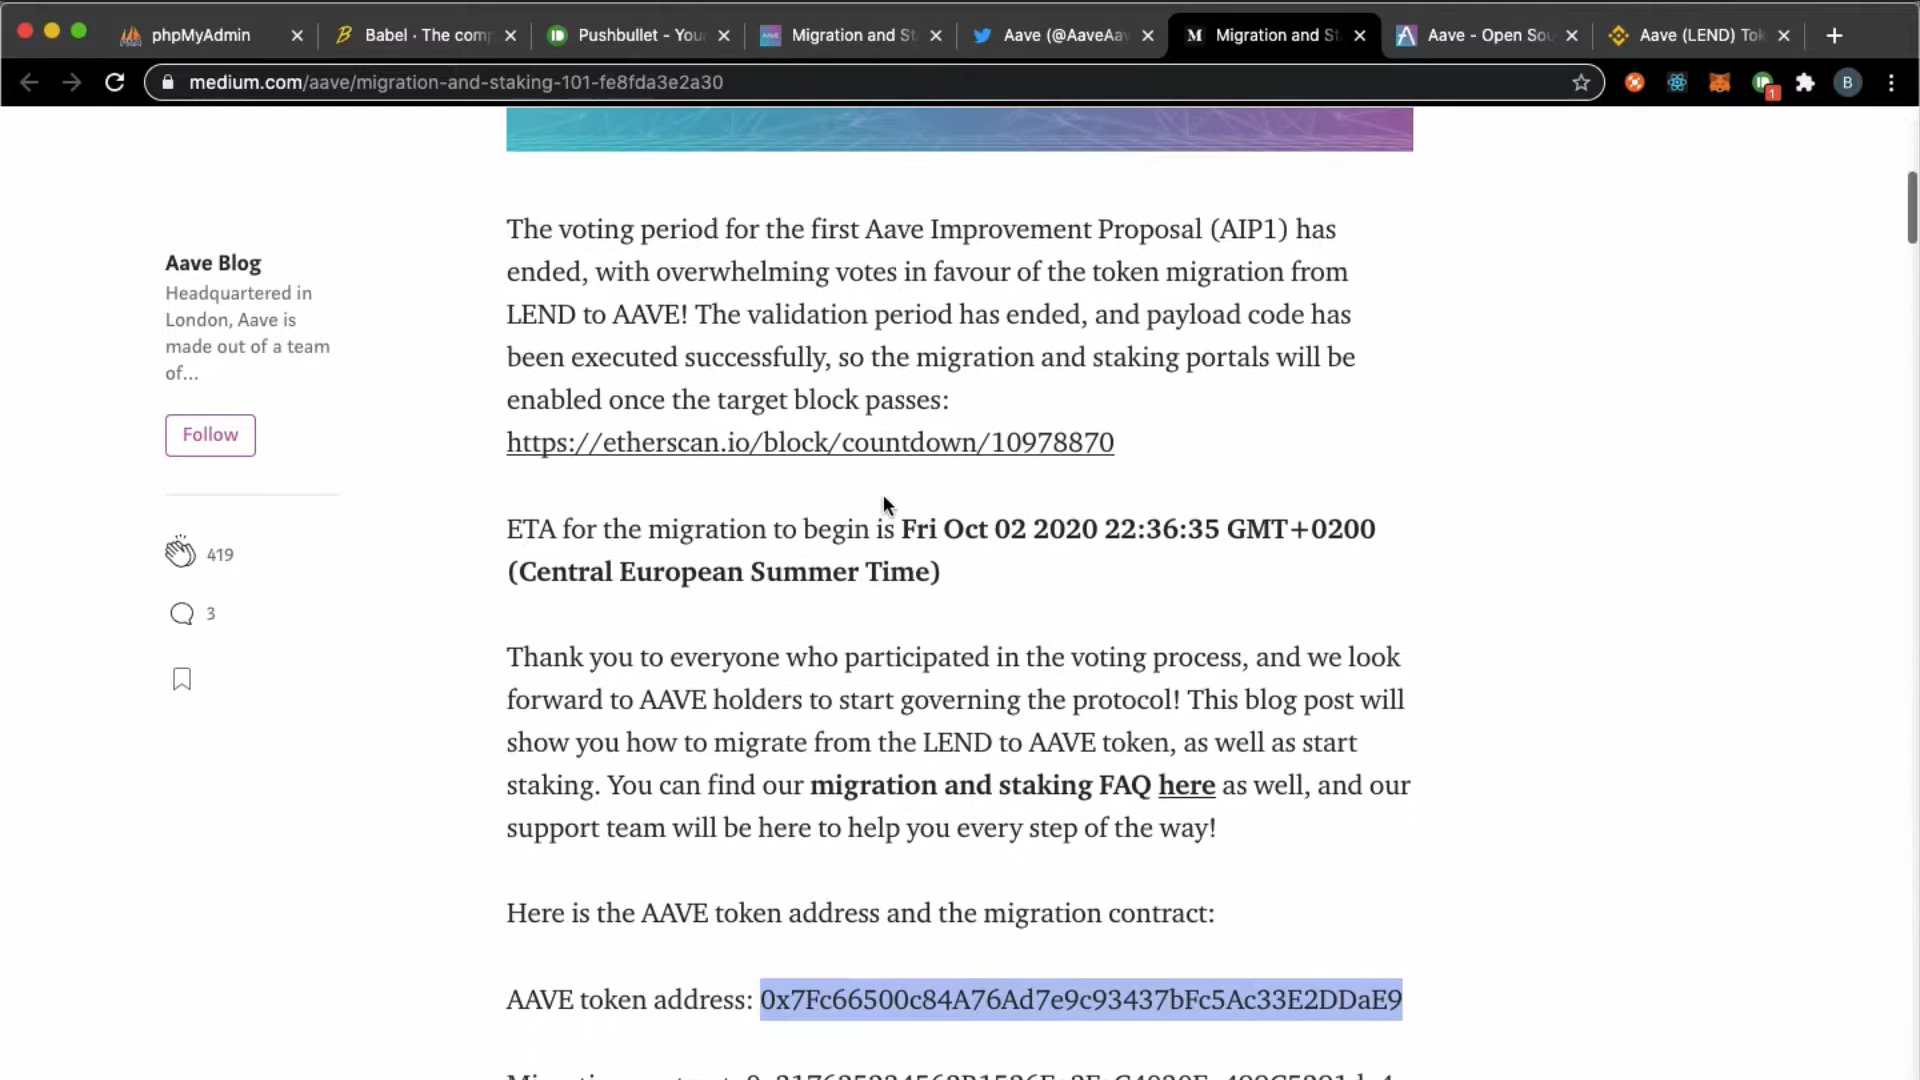 phpMyAdmin
Babel · The com
Pushbullet - You
Migration and St
Aave (@AaveAa
Migration and St
Aave - Open Sou
Aave (LEND) Tok
medium.com/aave/migration-and-staking-101-fe8fda3e2a30
1
B
Aave Blog
Headquartered in
London, Aave is
made out of a team
of...
Follow
419
3
The voting period for the first Aave Improvement Proposal (AIP1) has
ended, with overwhelming votes in favour of the token migration from
LEND to AAVE! The validation period has ended, and payload code has
been executed successfully, so the migration and staking portals will be
enabled once the target block passes:
https://etherscan.io/block/countdown/10978870
ETA for the migration to begin is Fri Oct 02 2020 22:36:35 GMT+0200
(Central European Summer Time)
Thank you to everyone who participated in the voting process, and we look
forward to AAVE holders to start governing the protocol! This blog post will
show you how to migrate from the LEND to AAVE token, as well as start
staking. You can find our migration and staking FAQ here as well, and our
support team will be here to help you every step of the way!
Here is the AAVE token address and the migration contract:
AAVE token address: 0x7Fc66500c84A76Ad7e9c93437bFc5Ac33E2DDaE9